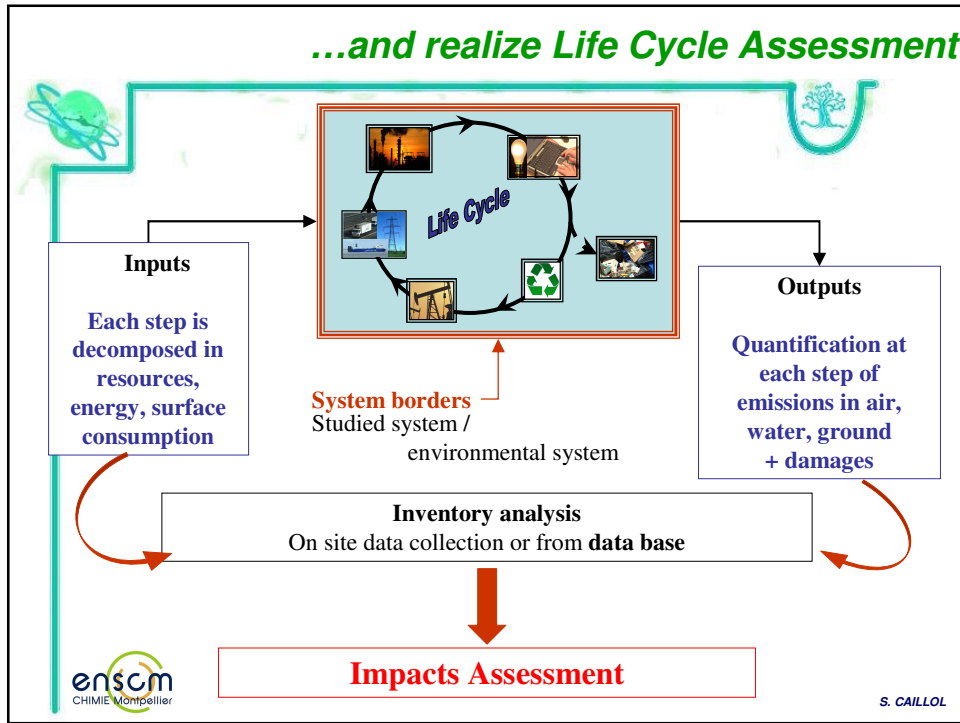 …and realize Life Cycle Assessment
Life Cycle
Inputs
Each step is
decomposed in
resources,
energy, surface
consumption
System borders
Studied system /
environmental system
Outputs
Quantification at
each step of
emissions in air,
water, ground
+ damages
Inventory analysis
On site data collection or from data base
Impacts Assessment
enscm
CHIMIE Montpellier
S. CAILLOL